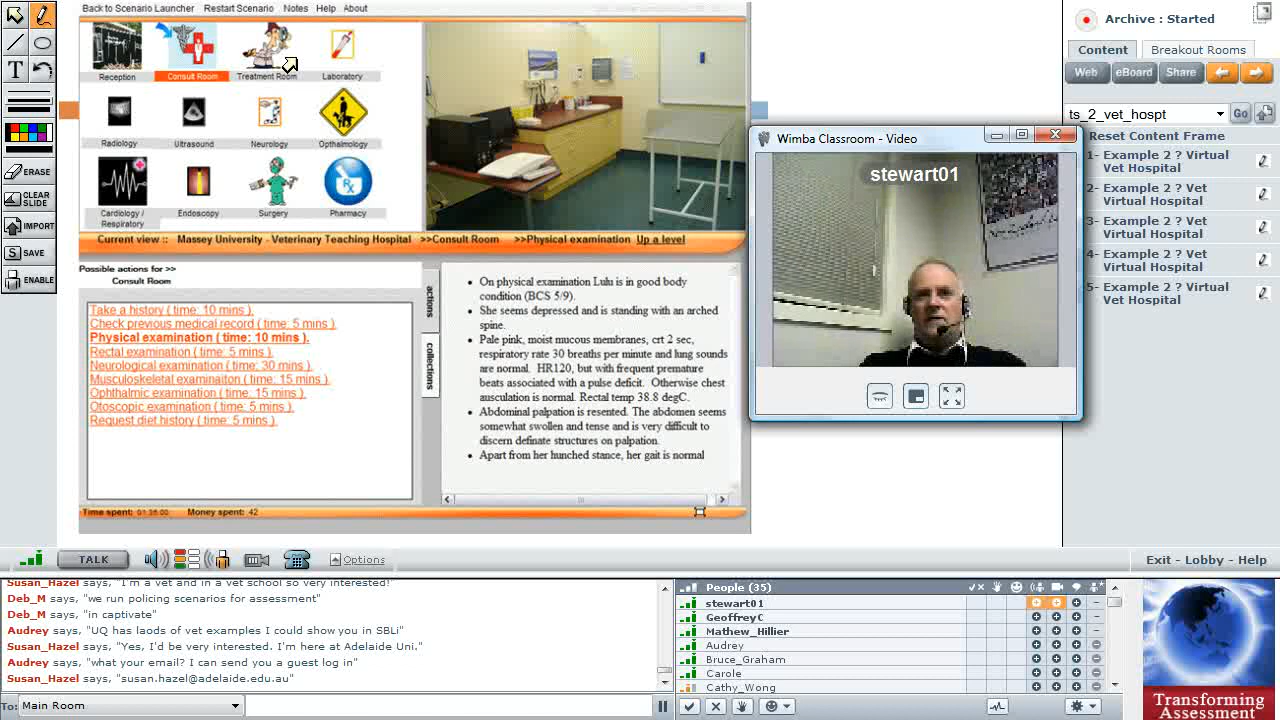 Back to Scenario Launcher Restart Scenario Notes Help About
Reception Consult Room Treatment Room Laboratory
Radiology Ultrasound Neurology Opthalmology
Cardiology / Respiratory Endoscopy Surgery Pharmacy
Current view :: Massey University - Veterinary Teaching Hospital >>Consult Room >>Physical examination Up a level
Possible actions for >>
Consult Room
Take a history ( time: 10 mins ).
Check previous medical record ( time: 5 mins ).
Physical examination ( time: 10 mins ).
Rectal examination ( time: 5 mins ).
Neurological examination ( time: 30 mins ).
Musculoskeletal examinaiton ( time: 15 mins ).
Ophthalmic examination ( time: 15 mins ).
Otoscopic examination ( time: 5 mins ).
Request diet history ( time: 5 mins ).
actions
collections
On physical examination Lulu is in good body
condition (BCS 5/9).
She seems depressed and is standing with an arched
spine.
Pale pink, moist mucous membranes, crt 2 sec,
respiratory rate 30 breaths per minute and lung sounds
are normal. HR120, but with frequent premature
beats associated with a pulse deficit. Otherwise chest
ausculation is normal. Rectal temp 38.8 degC.
Abdominal palpation is resented. The abdomen seems
somewhat swollen and tense and is very difficult to
discern definate structures on palpation.
Apart from her hunched stance, her gait is normal
Time spent: 01:35:00 Money spent: 42
T
ERASE
CLEAR
SLIDE
IMPORT
SAVE
ENABLE
Wimba Classroom - Video
stewart01
Archive : Started
Content Breakout Rooms
Web eBoard Share
ts_2_vet_hospt Go
Reset Content Frame
1- Example 2 ? Virtual
Vet Hospital
2- Example 2 ? Vet
Virtual Hospital
3- Example 2 ? Vet
Virtual Hospital
4- Example 2 ? Vet
Virtual Hospital
5- Example 2 ? Virtual
Vet Hospital
TALK Options
Exit - Lobby - Help
Susan_Hazel says, "I'm a vet and in a vet school so very interested!"
Deb_M says, "we run policing scenarios for assessment"
Deb_M says, "in captivate"
Audrey says, "UQ has laods of vet examples I could show you in SBLi"
Susan_Hazel says, "Yes, I'd be very interested. I'm here at Adelaide Uni."
Audrey says, "what your email? I can send you a guest log in"
Susan_Hazel says, "susan.hazel@adelaide.edu.au"
To: Main Room
People (35)
stewart01
GeoffreyC
Mathew_Hillier
Audrey
Bruce_Graham
Carole
Cathy_Wong
Transforming
Assessment